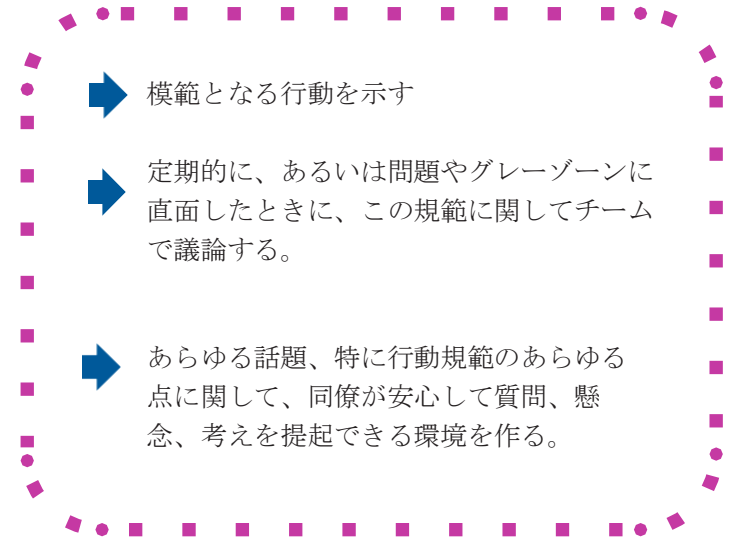 模範となる行動を示す
定期的に、あるいは問題やグレーゾーンに
直面したときに、この規範に関してチーム
で議論する。
あらゆる話題、特に行動規範のあらゆる
点に関して、同僚が安心して質問、懸
念、考えを提起できる環境を作る。